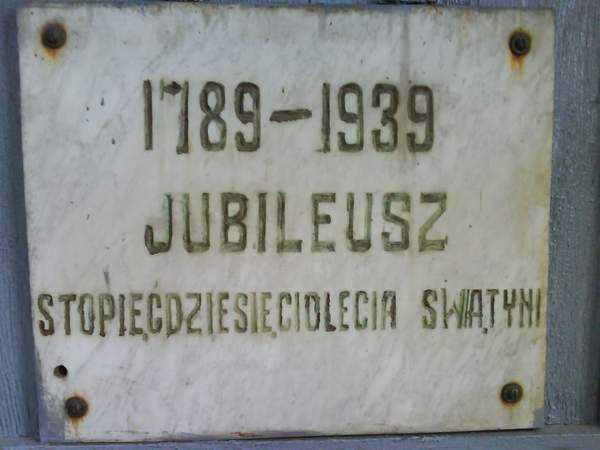 1789-1939
JUBILEUSZ
STOPIĘĆDZIESIĘCIOLECIA ŚWIĄTYNI